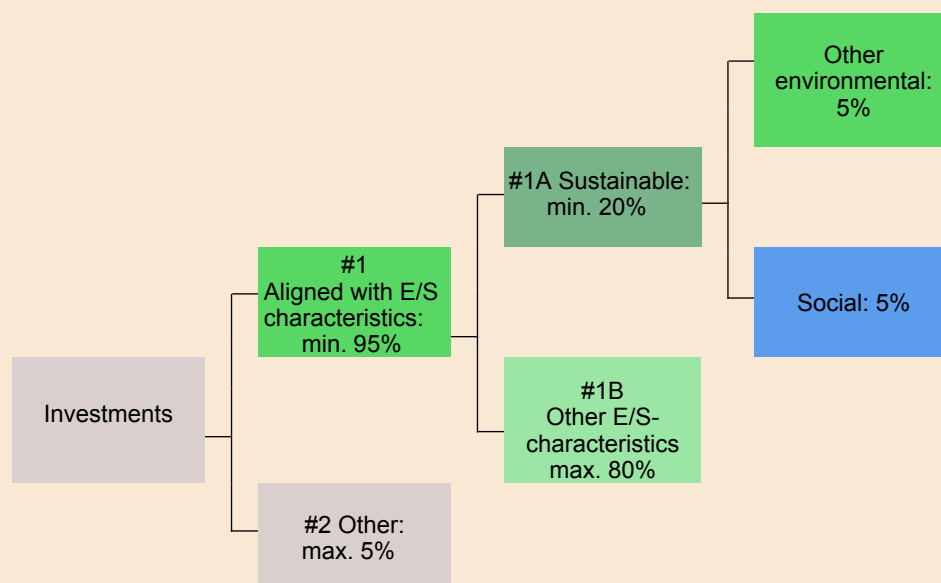 Other
environmental:
5%
#1A Sustainable:
min. 20%
#1
Aligned with E/S
characteristics:
min. 95%
Social: 5%
#1B
Other E/S-
characteristics
max. 80%
Investments
#2 Other:
max. 5%